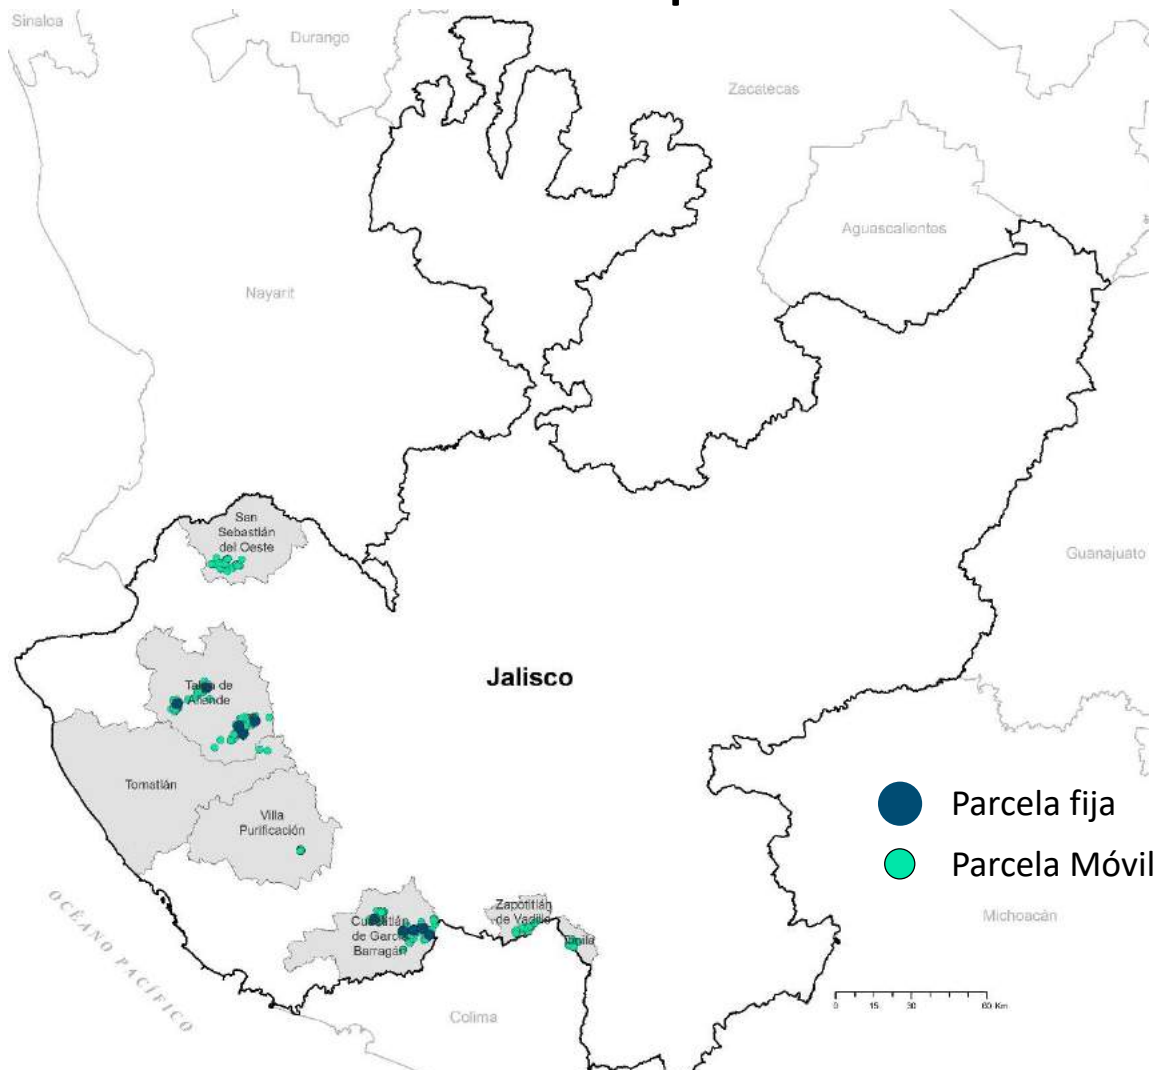 Sinaloa
Durango
Zacatecas
Aguascalientes
Nayarit
San
Sebastián
del Oeste
Guanajuato
Jalisco
Talpa de
Allende
Tomatlán
Villa
Purificación
Parcela fija
Parcela Móvil
Zapotitlán
de Vadillo
Cuautitlán
de García
Barragán
Michoacán
OCÉANO PACÍFICO
Colima
0 15 30 60 Km